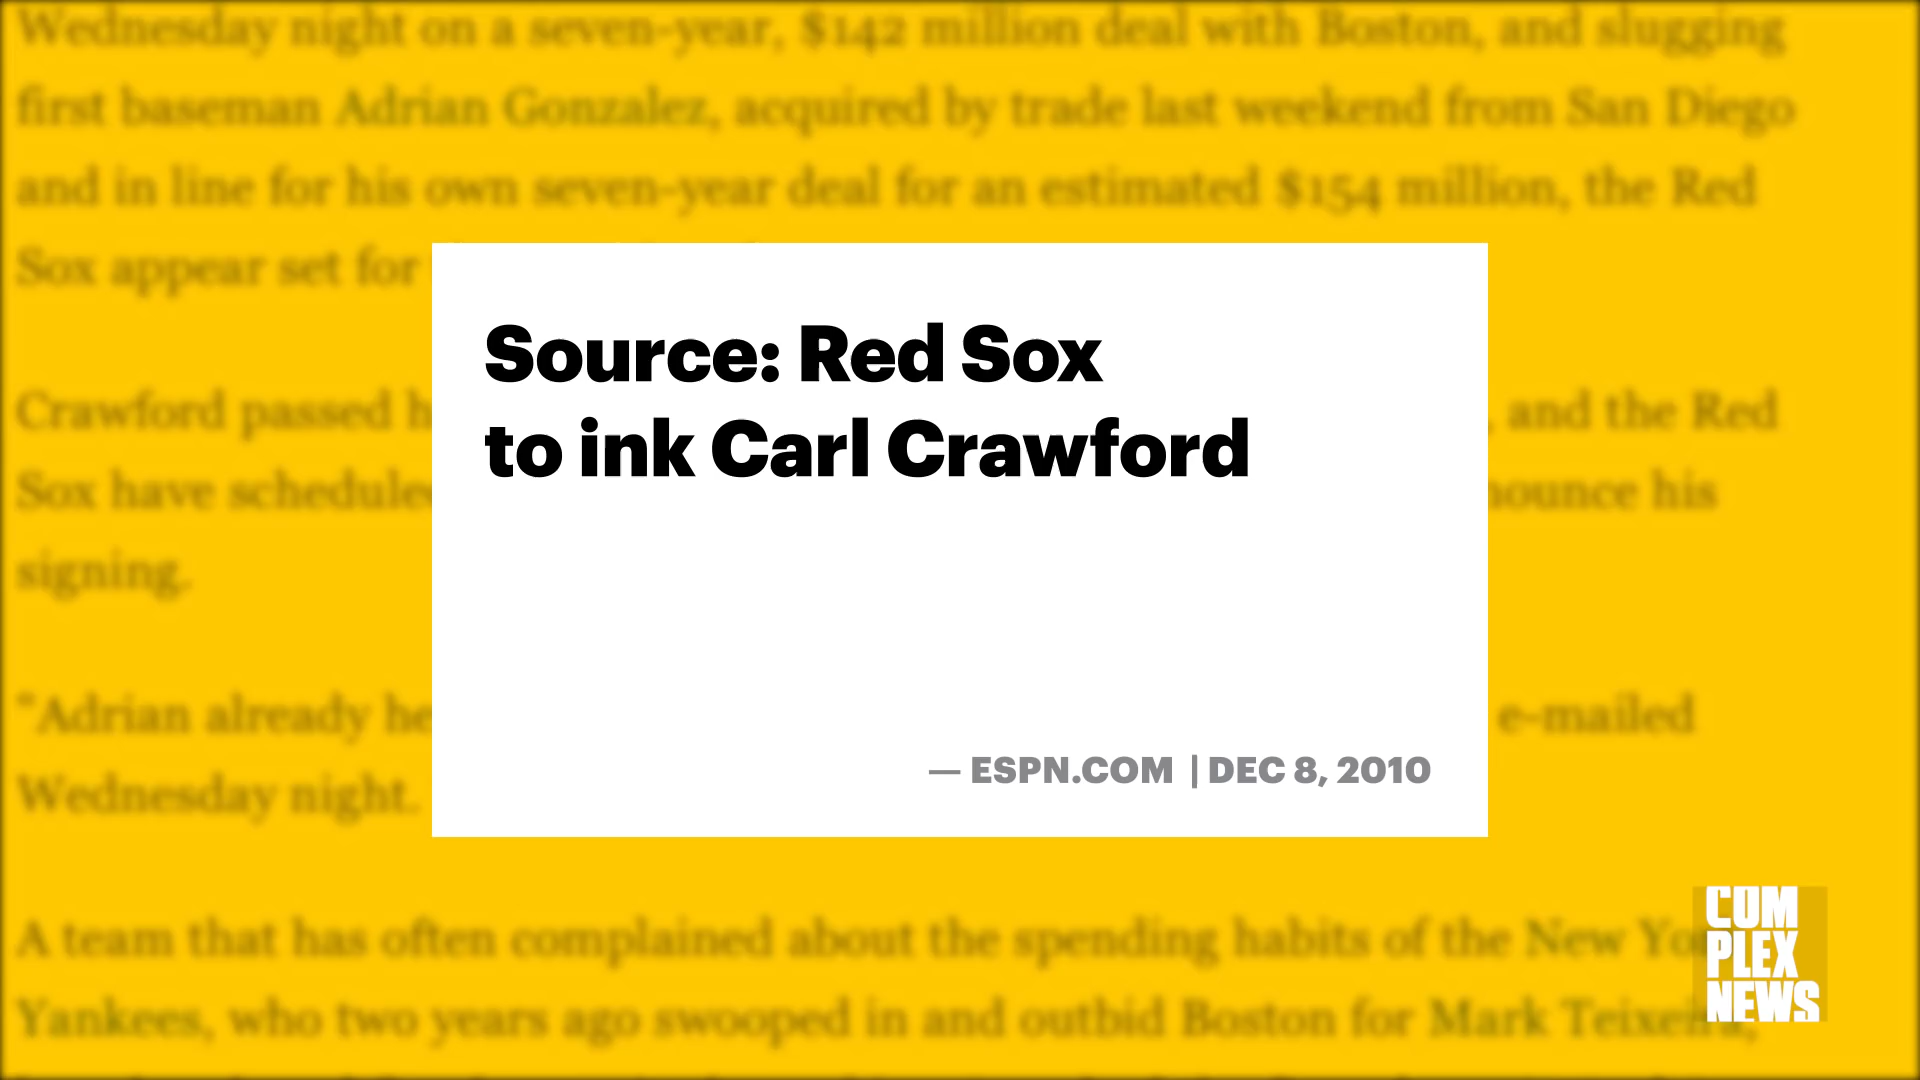 Wednesday night on a seven-year, $142 million deal with Boston, and slugging
first baseman Adrian Gonzalez, acquired by trade last weekend from San Diego
and in line for his own seven-year deal for an estimated $154 million, the Red
Sox appear set for
Source: Red Sox
to ink Carl Crawford
— ESPN.COM | DEC 8, 2010
Crawford passed , and the Red
Sox have scheduled his
signing.
"Adrian already e-mailed
Wednesday night.
A team that has often complained about the spending habits of the New
Yankees, who two years ago swooped in and outbid Boston for Mark Teixeira,
COM
PLEX
NEWS